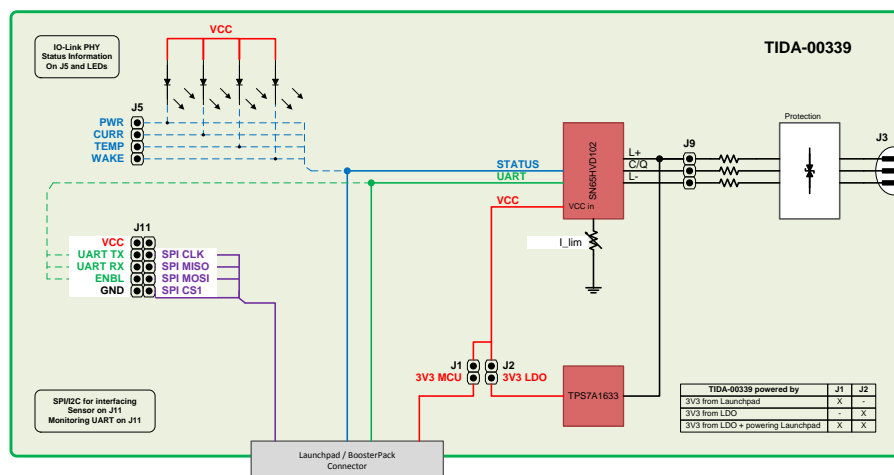 IO-Link PHY
Status Information
On J5 and LEDs
VCC
TIDA-00339
J5
PWR
CURR
TEMP
WAKE
STATUS
UART
VCC
SN65HVD102
VCC in
L+
C/Q
L-
J9
Protection
J3
I_lim
J11
VCC
UART TX SPI CLK
UART RX SPI MISO
ENBL SPI MOSI
GND SPI CS1
J1 J2
3V3 MCU 3V3 LDO
TPS7A1633
SPI/I2C for interfacing
Sensor on J11
Monitoring UART on J11
TIDA-00339 powered by J1 J2
3V3 from Launchpad X -
3V3 from LDO - X
3V3 from LDO + powering Launchpad X X
Launchpad / BoosterPack
Connector